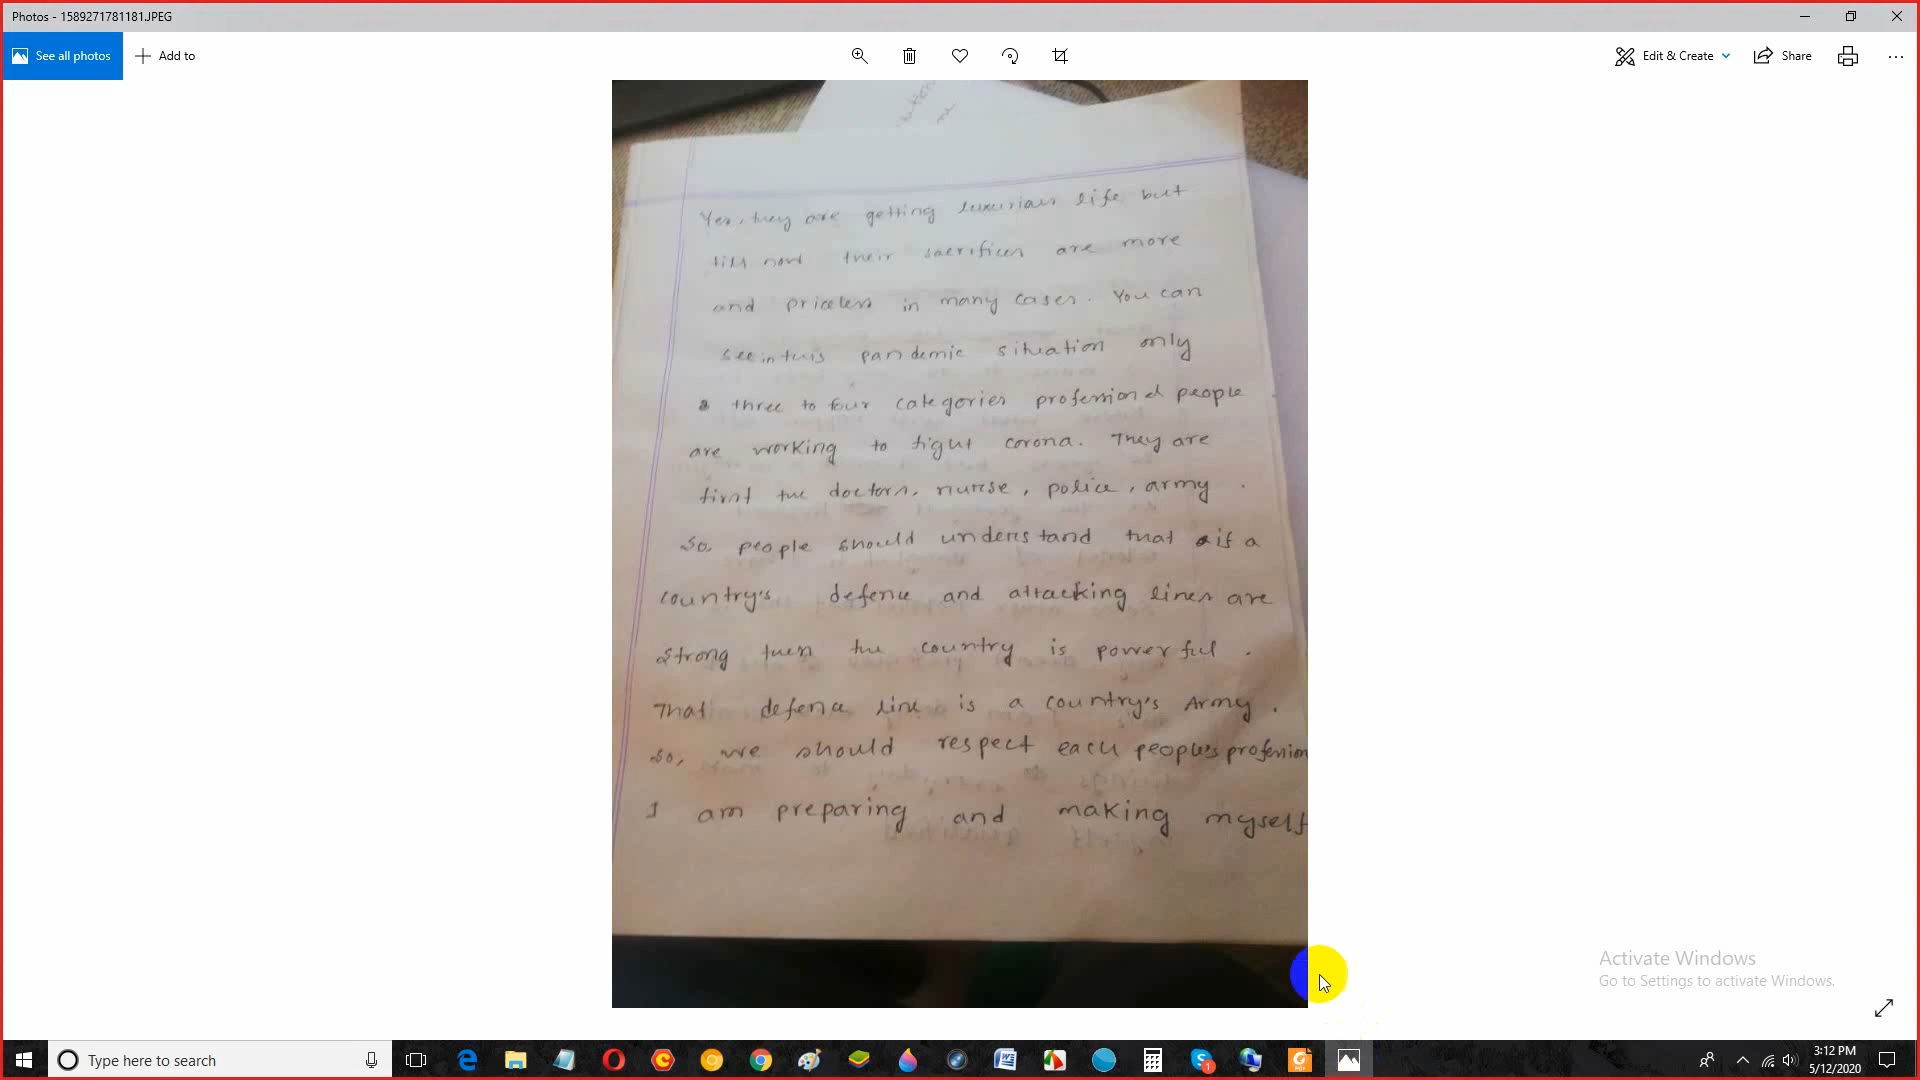 Photos - 1589271781181.JPEG
See all photos
Add to
Edit & Create
Share
Yes, they are getting luxurious life but
till now their sacrifices are more
and priceless in many cases. You can
see in this pandemic situation only
three to four categories professional people
are working to fight corona. They are
first the doctors, nurse, police, army.
So, people should understand that if a
country's defence and attacking lines are
strong then the country is powerful.
That defence line is a country's Army.
So, we should respect each people's profession
I am preparing and making myself
Activate Windows
Go to Settings to activate Windows.
Type here to search
3:12 PM
5/12/2020